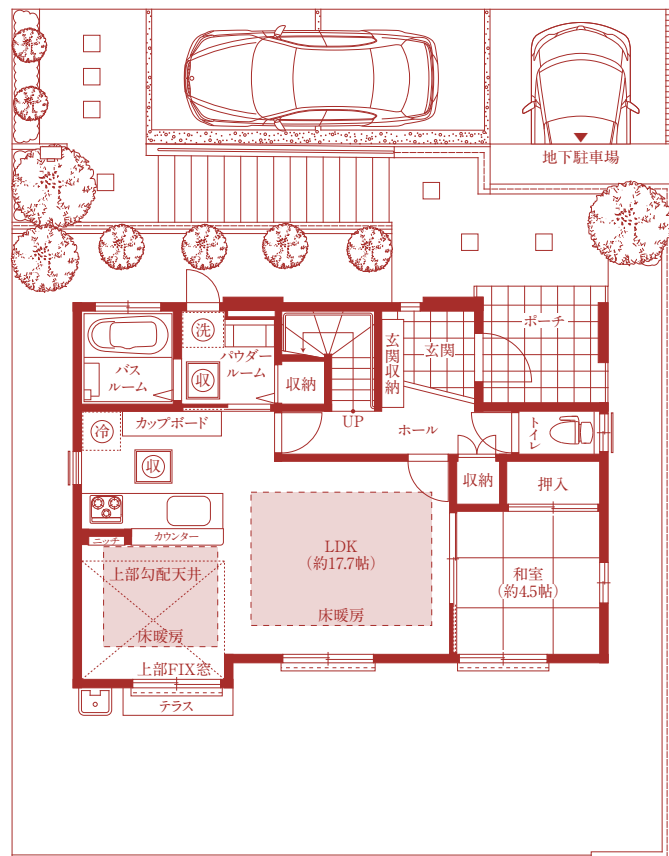 地下駐車場
ポーチ
洗
パウダー
ルーム
玄関収納
玄関
バス
ルーム
収
収納
UP
ホール
トイレ
カップボード
冷
収
収納
押入
カウンター
ニッチ
LDK
(約17.7帖)
床暖房
和室
(約4.5帖)
上部勾配天井
床暖房
上部FIX窓
テラス